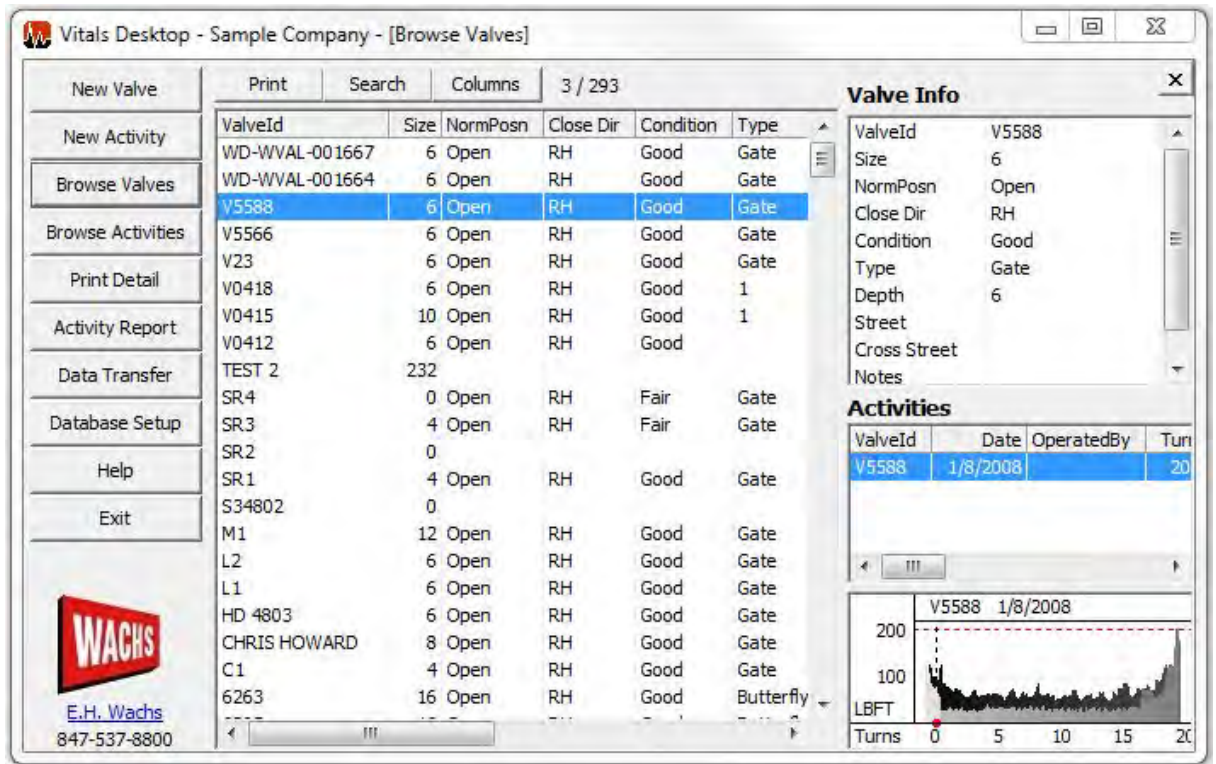 Vitals Desktop - Sample Company - [Browse Valves]
New Valve
New Activity
Browse Valves
Browse Activities
Print Detail
Activity Report
Data Transfer
Database Setup
Help
Exit
WACHS
E.H. Wachs
847-537-8800
Print Search Columns 3 / 293
ValveId Size NormPosn Close Dir Condition Type
WD-WVAL-001667 6 Open RH Good Gate
WD-WVAL-001664 6 Open RH Good Gate
V5588 6 Open RH Good Gate
V5566 6 Open RH Good Gate
V23 6 Open RH Good Gate
V0418 6 Open RH Good 1
V0415 10 Open RH Good 1
V0412 6 Open RH Good
TEST 2 232
SR4 0 Open RH Fair Gate
SR3 4 Open RH Fair Gate
SR2 0
SR1 4 Open RH Good Gate
S34802 0
M1 12 Open RH Good Gate
L2 6 Open RH Good Gate
L1 6 Open RH Good Gate
HD 4803 6 Open RH Good Gate
CHRIS HOWARD 8 Open RH Good Gate
C1 4 Open RH Good Gate
6263 16 Open RH Good Butterfly
Valve Info
ValveId V5588
Size 6
NormPosn Open
Close Dir RH
Condition Good
Type Gate
Depth 6
Street
Cross Street
Notes
Activities
ValveId Date OperatedBy
V5588 1/8/2008 20
V5588 1/8/2008
200
100
LBFT
Turns 0 5 10 15